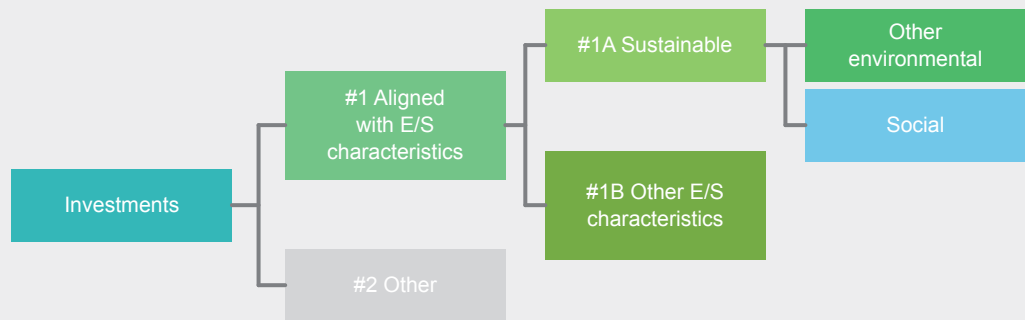 Investments
#1 Aligned
with E/S
characteristics
#2 Other
#1A Sustainable
#1B Other E/S
characteristics
Other
environmental
Social